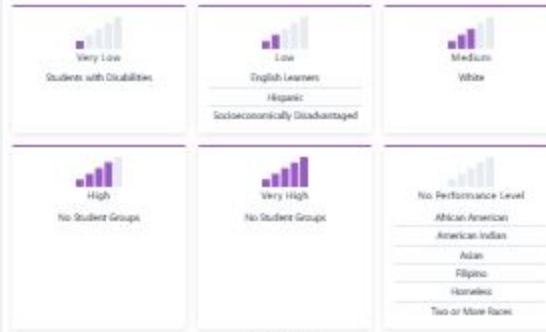 Very Low
Students with Disabilities
Low
English Learners
Hispanic
Socioeconomically Disadvantaged
Medium
White
High
No Student Groups
Very High
No Student Groups
No Performance Level
African American
American Indian
Asian
Filipino
Homeless
Two or More Races